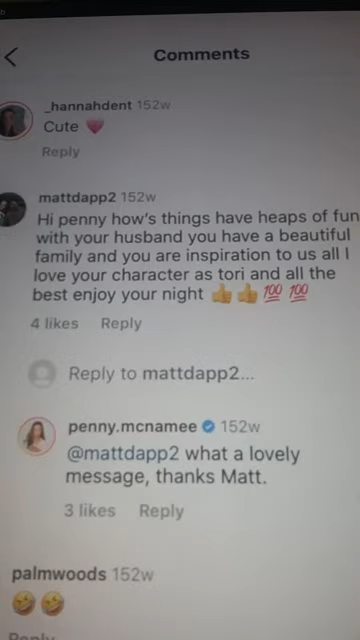 Comments
_hannahdent 152w
Cute 💗
Reply
mattdapp2 152w
Hi penny how's things have heaps of fun
with your husband you have a beautiful
family and you are inspiration to us all I
love your character as tori and all the
best enjoy your night 👍👍💯💯
4 likes Reply
Reply to mattdapp2...
penny.mcnamee 152w
@mattdapp2 what a lovely
message, thanks Matt.
3 likes Reply
palmwoods 152w
🤣🤣
Reply